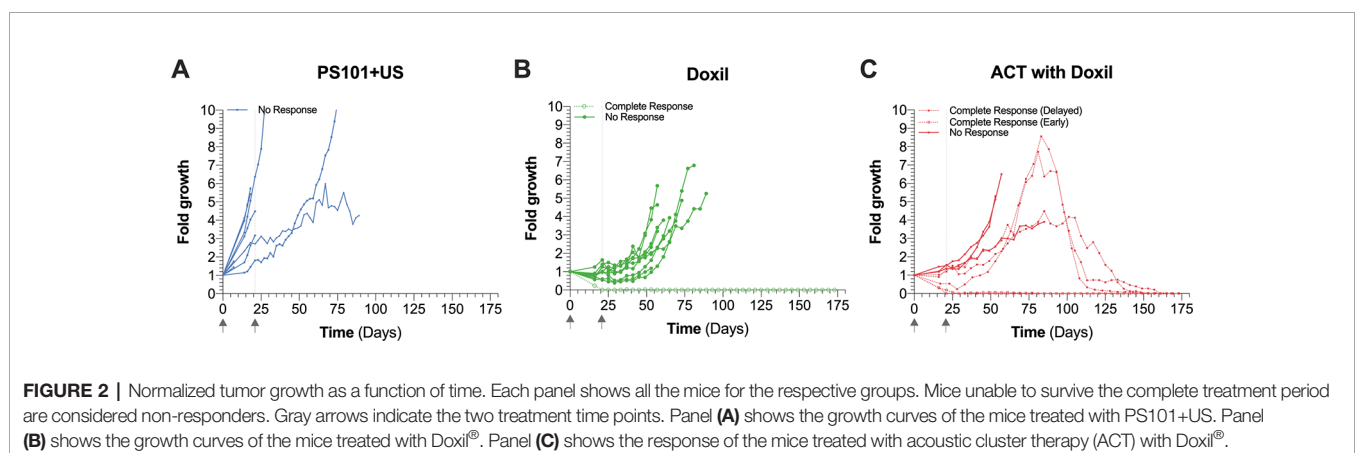 A PS101+US
B Doxil
C ACT with Doxil
No Response
10
9
8
7
6
5
4
3
2
1
0
Fold growth
0 25 50 75 100 125 150 175
Time (Days)
Complete Response
No Response
10
9
8
7
6
5
4
3
2
1
0
Fold growth
0 25 50 75 100 125 150 175
Time (Days)
Complete Response (Delayed)
Complete Response (Early)
No Response
10
9
8
7
6
5
4
3
2
1
0
Fold growth
0 25 50 75 100 125 150 175
Time (Days)
FIGURE 2 | Normalized tumor growth as a function of time. Each panel shows all the mice for the respective groups. Mice unable to survive the complete treatment period
are considered non-responders. Gray arrows indicate the two treatment time points. Panel (A) shows the growth curves of the mice treated with PS101+US. Panel
(B) shows the growth curves of the mice treated with Doxil®. Panel (C) shows the response of the mice treated with acoustic cluster therapy (ACT) with Doxil®.